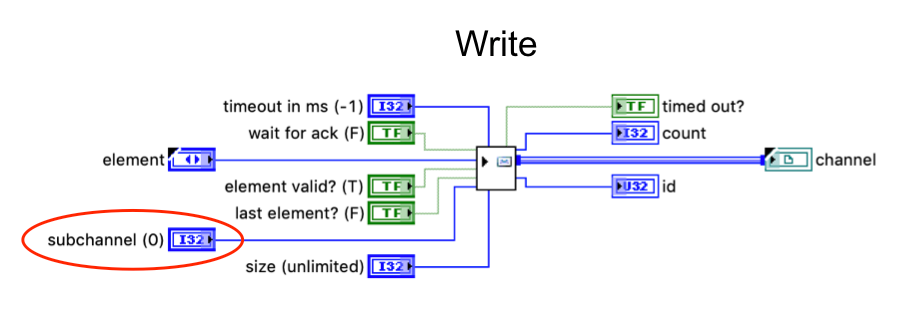 Write
timeout in ms (-1) I32 TF timed out?
wait for ack (F) TF I32 count
element channel
element valid? (T) TF U32 id
last element? (F) TF
subchannel (0) I32
size (unlimited) I32